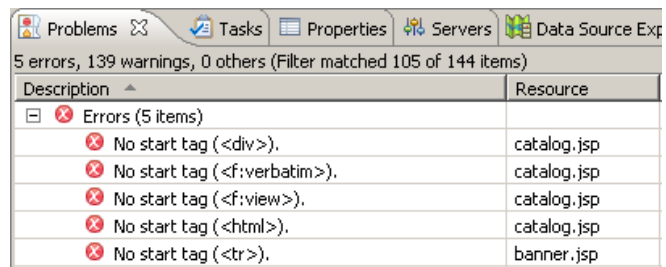 Problems Tasks Properties Servers Data Source Exp
5 errors, 139 warnings, 0 others (Filter matched 105 of 144 items)
Description Resource
Errors (5 items)
No start tag (<div>). catalog.jsp
No start tag (<f:verbatim>). catalog.jsp
No start tag (<f:view>). catalog.jsp
No start tag (<html>). catalog.jsp
No start tag (<tr>). banner.jsp